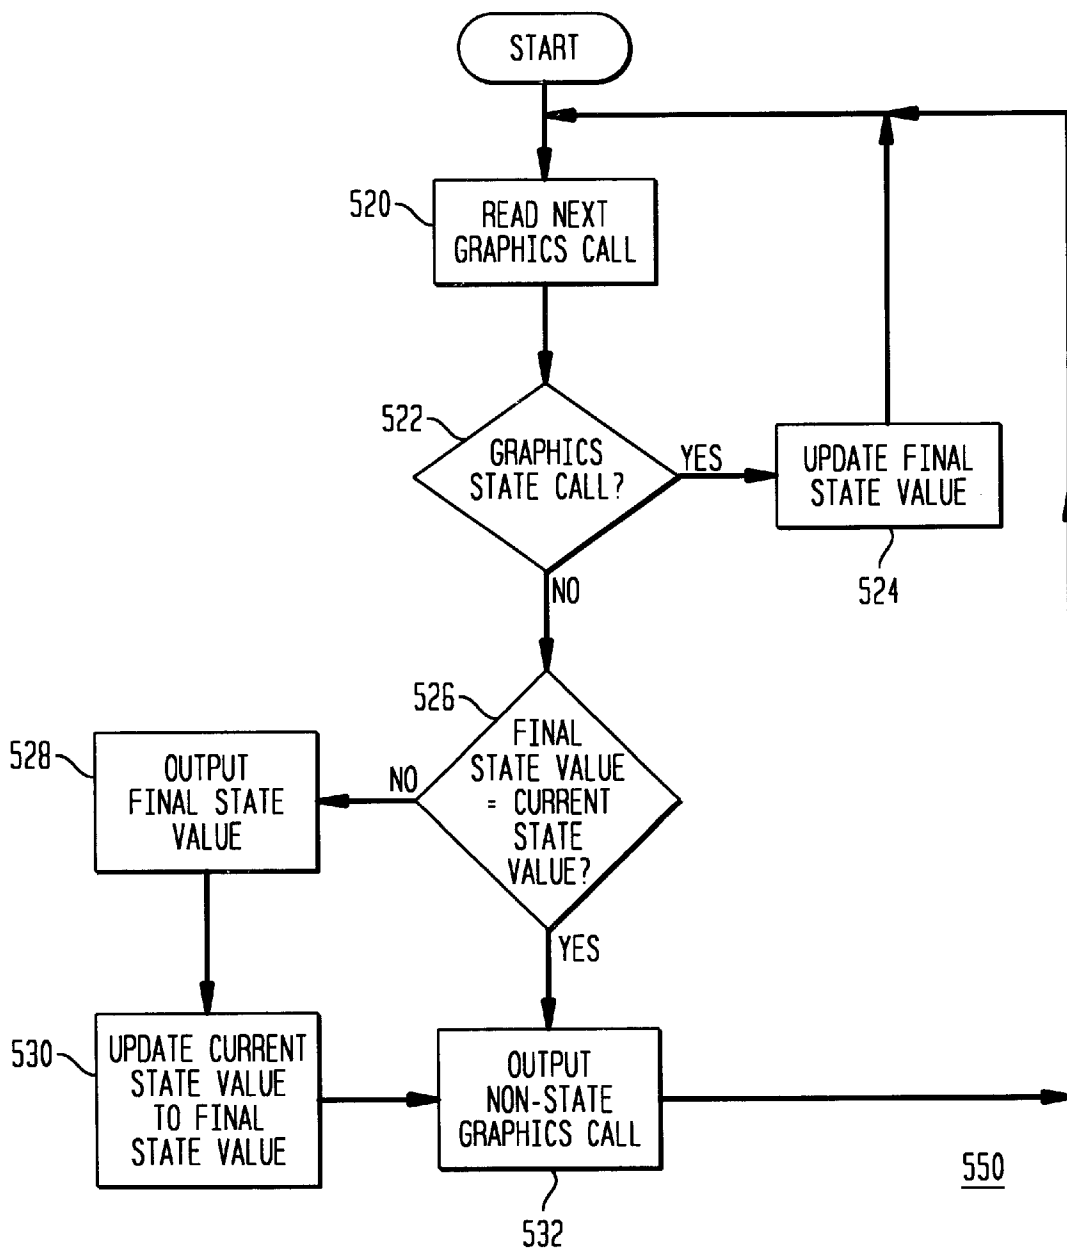 START
520
READ NEXT
GRAPHICS CALL
522
GRAPHICS
STATE CALL?
YES
UPDATE FINAL
STATE VALUE
524
NO
526
FINAL
STATE VALUE
= CURRENT
STATE
VALUE?
NO
528
OUTPUT
FINAL STATE
VALUE
YES
530
UPDATE CURRENT
STATE VALUE
TO FINAL
STATE VALUE
OUTPUT
NON-STATE
GRAPHICS CALL
532
550